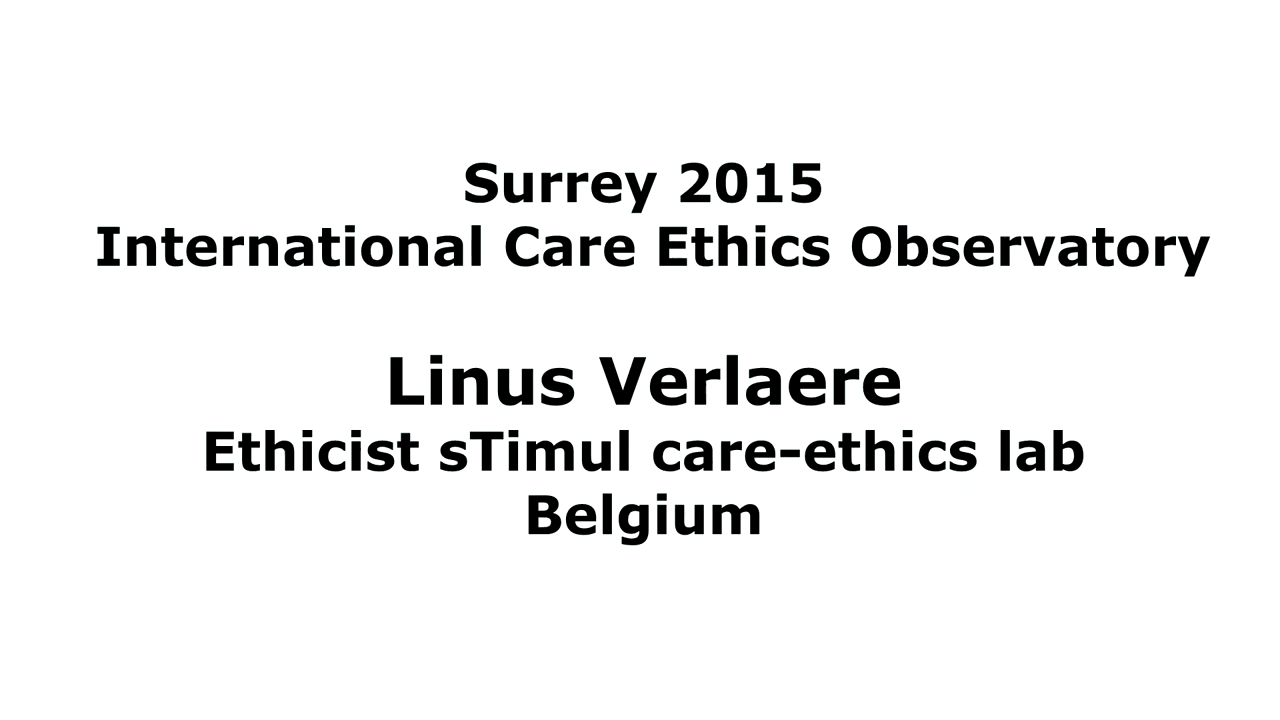 Surrey 2015
International Care Ethics Observatory
Linus Verlaere
Ethicist sTimul care-ethics lab
Belgium